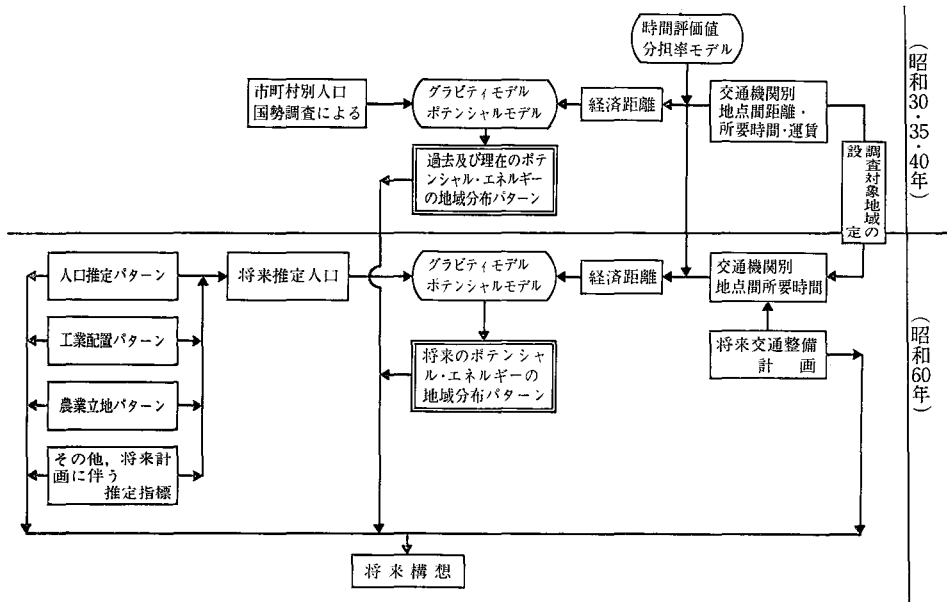 時間評価値
分担率モデル
(昭和30・35・40年)
市町村別人口
国勢調査による
グラビティモデル
ポテンシャルモデル
経済距離
交通機関別
地点間距離・
所要時間・運賃
過去及び現在のポテ
ンシャル・エネルギー
の地域分布パターン
調査対象地域の
設定
人口推定パターン
将来推定人口
グラビティモデル
ポテンシャルモデル
経済距離
交通機関別
地点間所要時間
(昭和60年)
工業配置パターン
将来のポテンシャ
ル・エネルギーの
地域分布パターン
将来交通整備
計画
農業立地パターン
その他,将来計
画に伴う
推定指標
将来構想